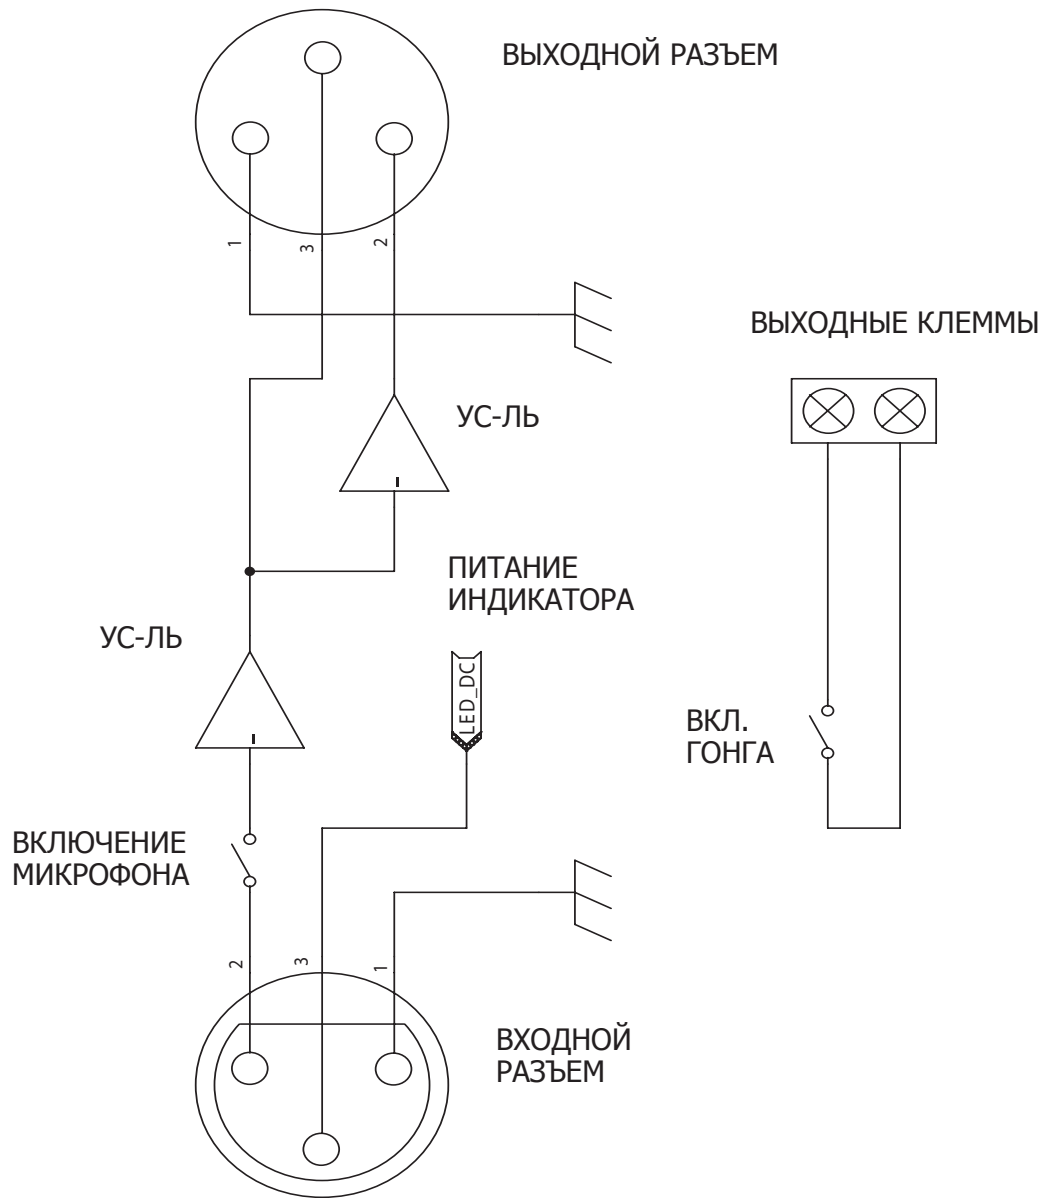 ВЫХОДНОЙ РАЗЪЕМ
1
3
2
ВЫХОДНЫЕ КЛЕММЫ
УС-ЛЬ
ПИТАНИЕ
ИНДИКАТОРА
УС-ЛЬ
LED_DC
ВКЛ.
ГОНГА
ВКЛЮЧЕНИЕ
МИКРОФОНА
2
3
1
ВХОДНОЙ
РАЗЪЕМ